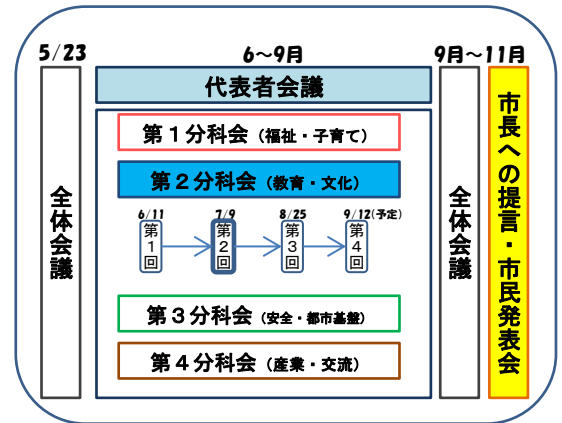 5/23
6～9月
9月～11月
全体会議
代表者会議
第１分科会（福祉・子育て）
第２分科会（教育・文化）
6/11
7/9
8/25
9/12(予定)
第１回
第２回
第３回
第４回
第３分科会（安全・都市基盤）
第４分科会（産業・交流）
全体会議
市長への提言・市民発表会